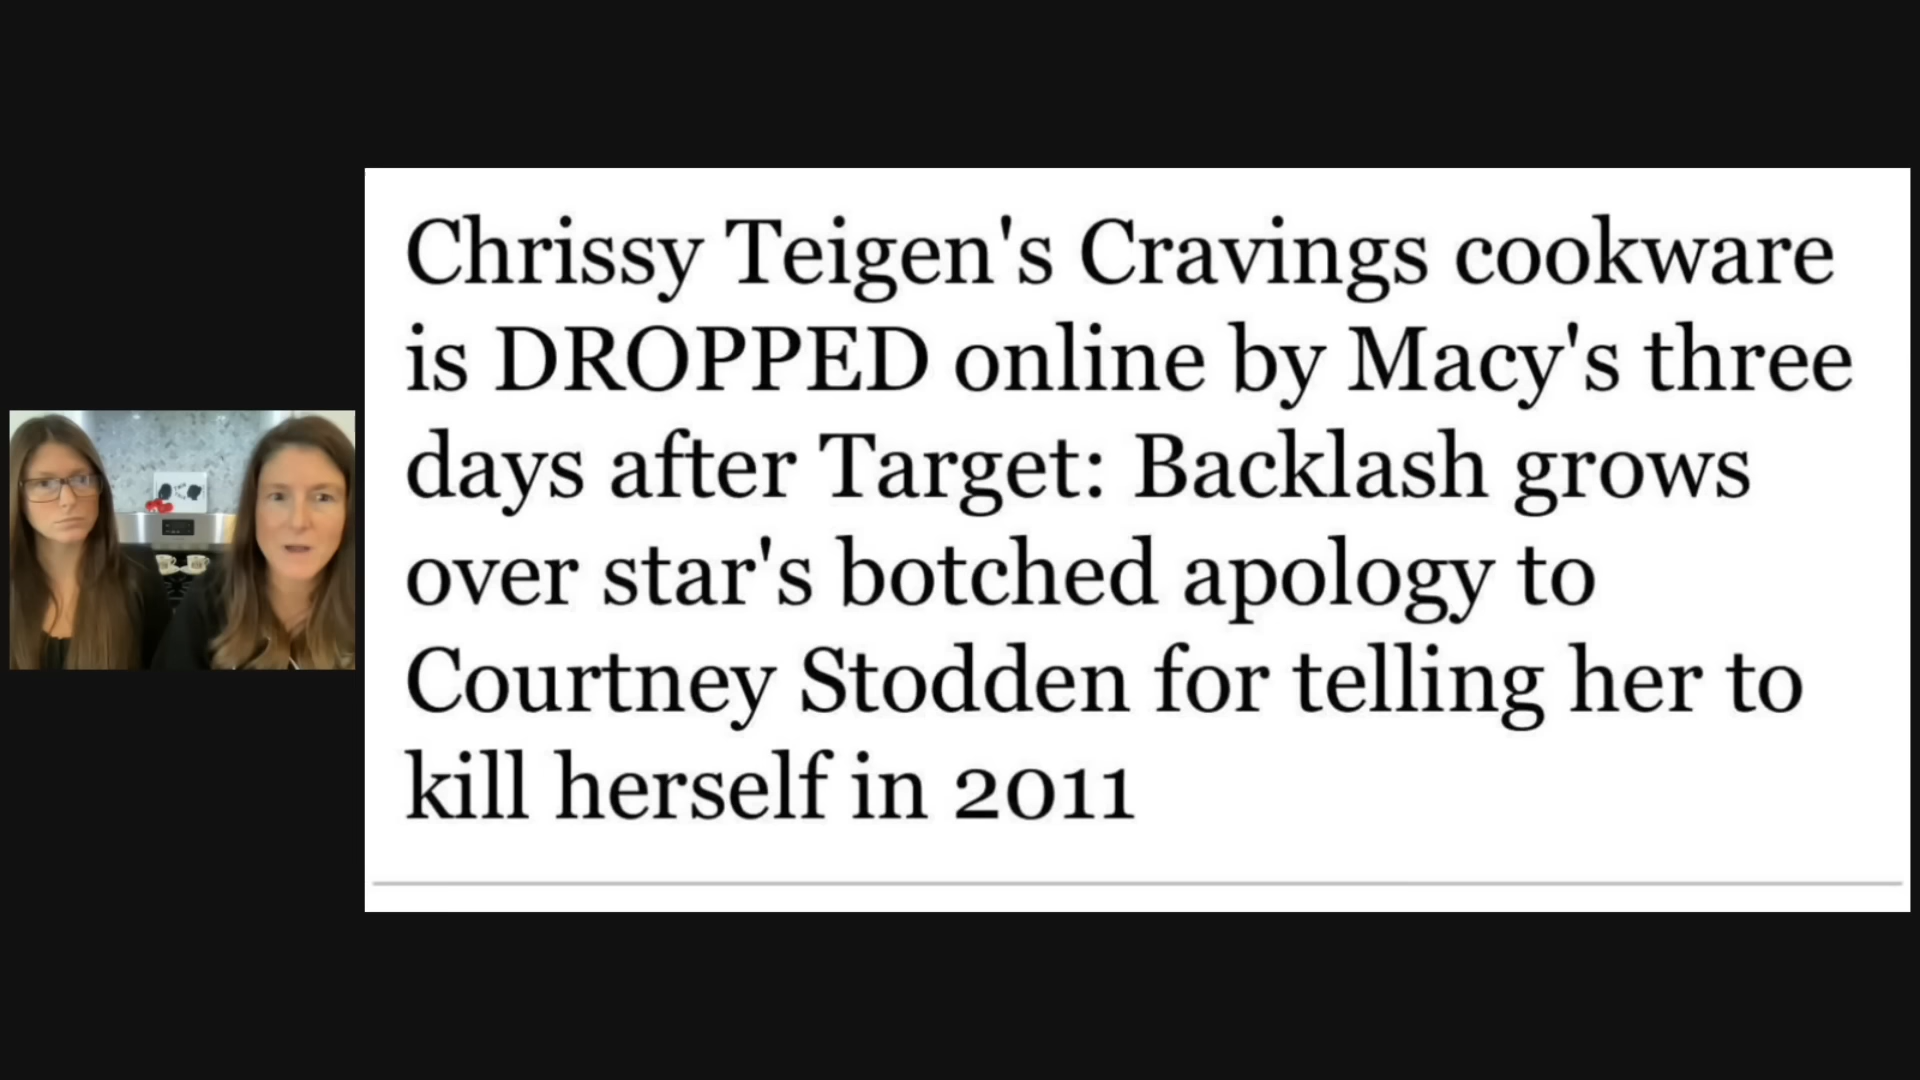 Chrissy Teigen's Cravings cookware
is DROPPED online by Macy's three
days after Target: Backlash grows
over star's botched apology to
Courtney Stodden for telling her to
kill herself in 2011